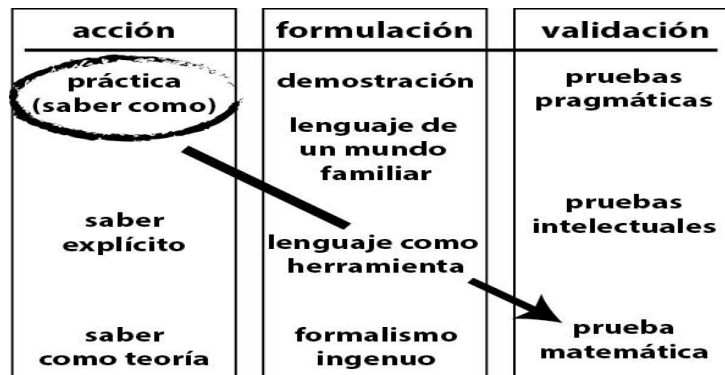 acción
práctica
(saber como)
saber
explícito
saber
como teoría
formulación
demostración
lenguaje de
un mundo
familiar
lenguaje como
herramienta
formalismo
ingenuo
validación
pruebas
pragmáticas
pruebas
intelectuales
prueba
matemática